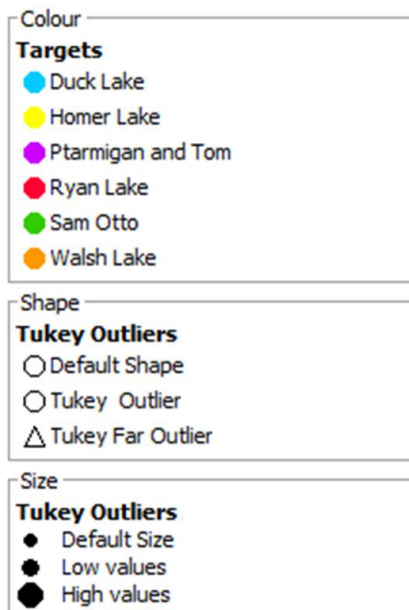 Colour
Targets
Duck Lake
Homer Lake
Ptarmigan and Tom
Ryan Lake
Sam Otto
Walsh Lake
Shape
Tukey Outliers
Default Shape
Tukey Outlier
Tukey Far Outlier
Size
Tukey Outliers
Default Size
Low values
High values